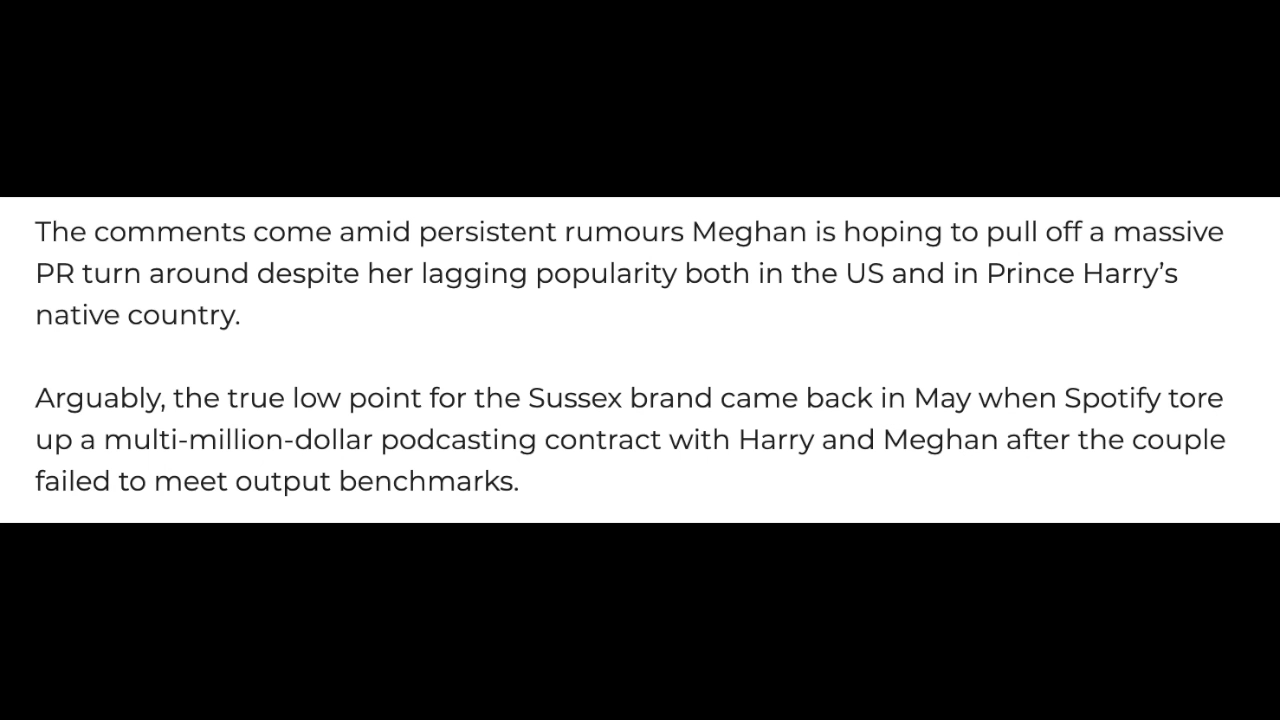 The comments come amid persistent rumours Meghan is hoping to pull off a massive
PR turn around despite her lagging popularity both in the US and in Prince Harry’s
native country.
Arguably, the true low point for the Sussex brand came back in May when Spotify tore
up a multi-million-dollar podcasting contract with Harry and Meghan after the couple
failed to meet output benchmarks.